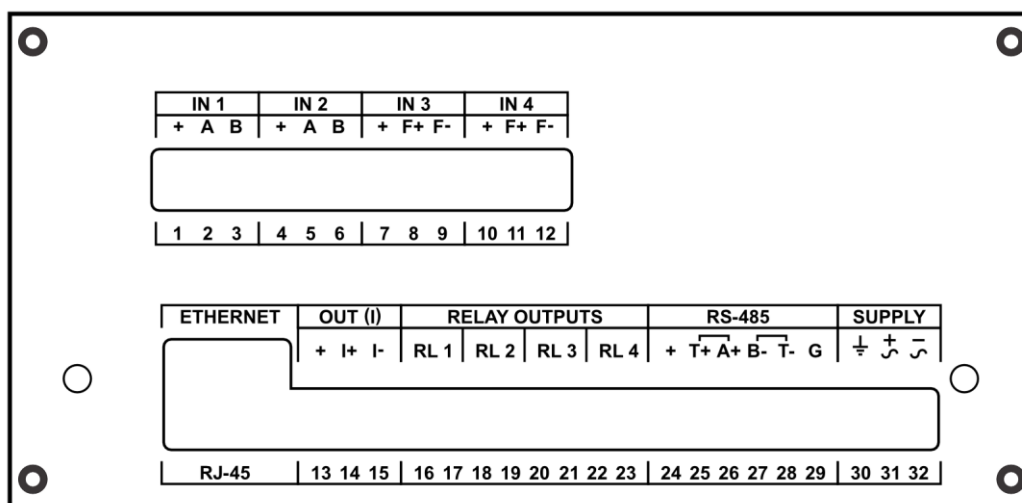 IN 1 IN 2 IN 3 IN 4
+ A B + A B + F+ F- + F+ F-
1 2 3 4 5 6 7 8 9 10 11 12
ETHERNET OUT (I) RELAY OUTPUTS RS-485 SUPPLY
+ I+ I- RL 1 RL 2 RL 3 RL 4 + T+ A+ B- T- G ⏚ + −
RJ-45 13 14 15 16 17 18 19 20 21 22 23 24 25 26 27 28 29 30 31 32